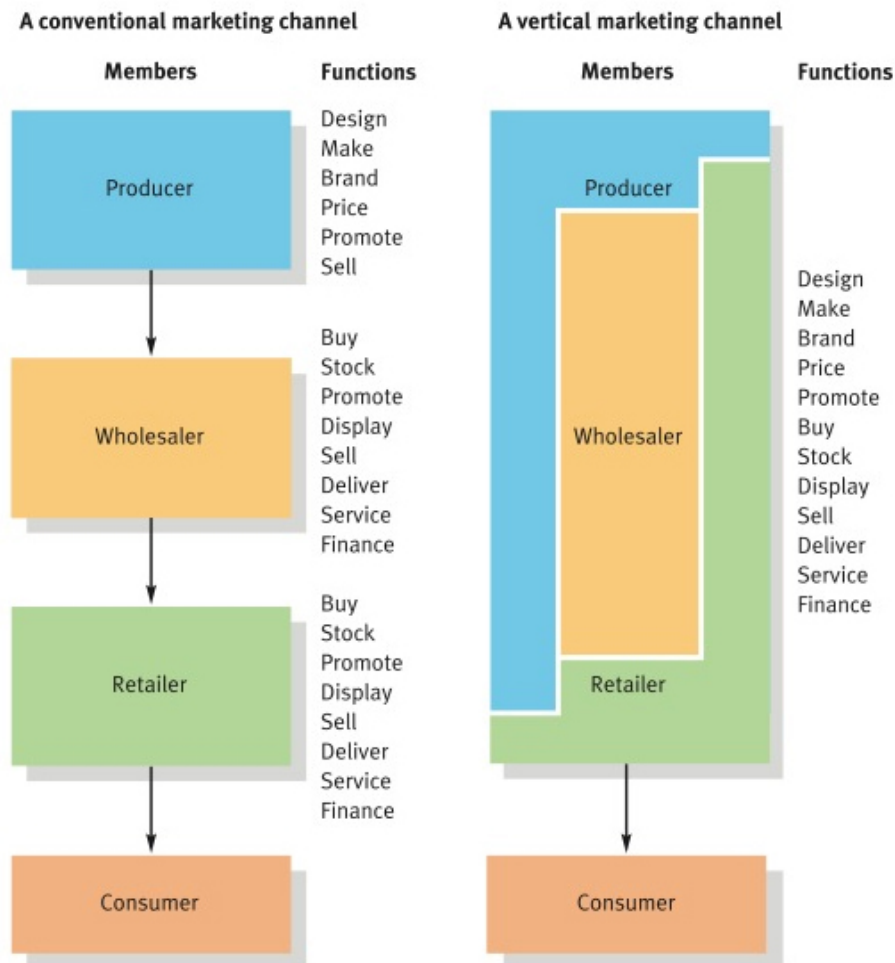 A conventional marketing channel
Members
Functions
Producer
Design
Make
Brand
Price
Promote
Sell
Wholesaler
Buy
Stock
Promote
Display
Sell
Deliver
Service
Finance
Retailer
Buy
Stock
Promote
Display
Sell
Deliver
Service
Finance
Consumer
A vertical marketing channel
Members
Functions
Producer
Wholesaler
Retailer
Design
Make
Brand
Price
Promote
Buy
Stock
Display
Sell
Deliver
Service
Finance
Consumer